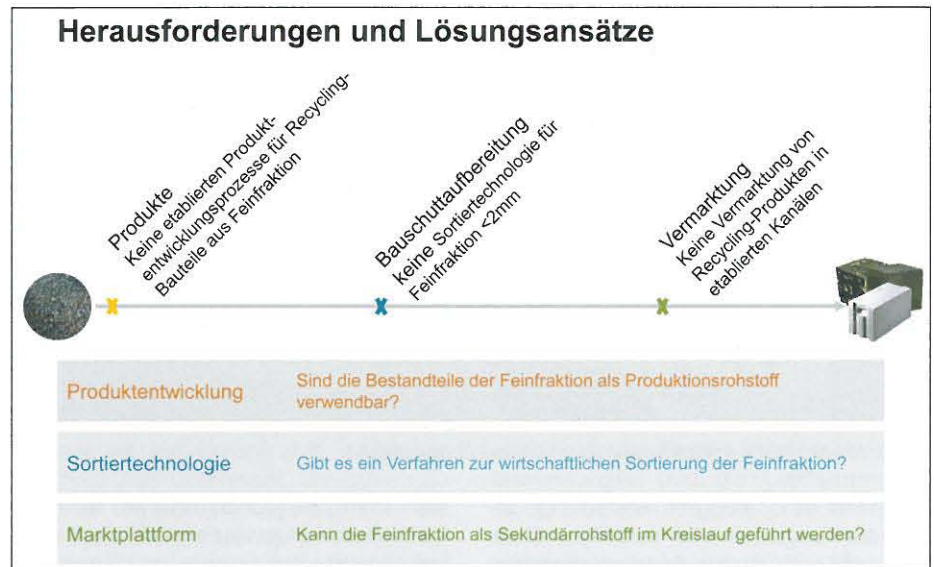 Herausforderungen und Lösungsansätze
Produkte
Keine etablierten Produkt-
entwicklungsprozesse für Recycling-
Bauteile aus Feinfraktion
Bauschuttaufbereitung
keine Sortiertechnologie für
Feinfraktion <2mm
Vermarktung
Keine Vermarktung von
Recycling-Produkten in
etablierten Kanälen
Produktentwicklung
Sind die Bestandteile der Feinfraktion als Produktionsrohstoff
verwendbar?
Sortiertechnologie
Gibt es ein Verfahren zur wirtschaftlichen Sortierung der Feinfraktion?
Marktplattform
Kann die Feinfraktion als Sekundärrohstoff im Kreislauf geführt werden?